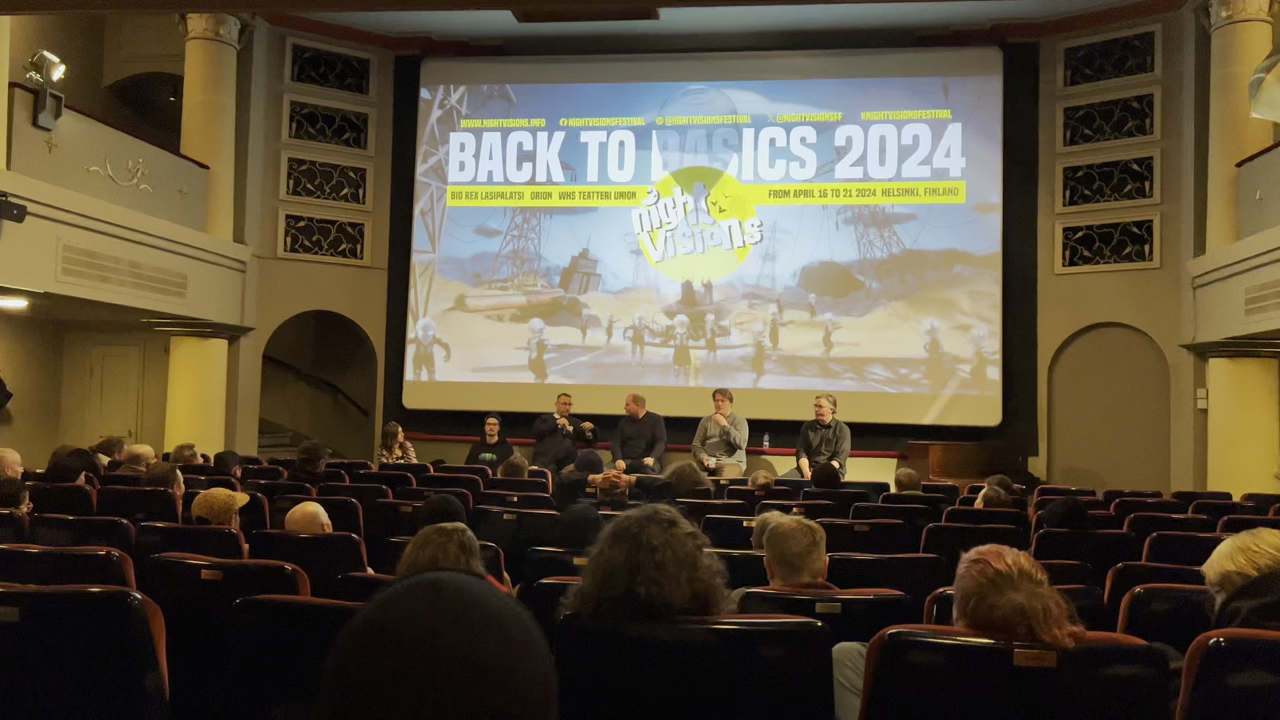 WWW.NIGHTVISIONS.INFO NIGHTVISIONSFESTIVAL @NIGHTVISIONSFESTIVAL @NIGHTVISIONSFF #NIGHTVISIONSFESTIVAL
BACK TO BASICS 2024
BIO REX LASIPALATSI ORION WHS TEATTERI UNION FROM APRIL 16 TO 21 2024 HELSINKI, FINLAND
night
visions